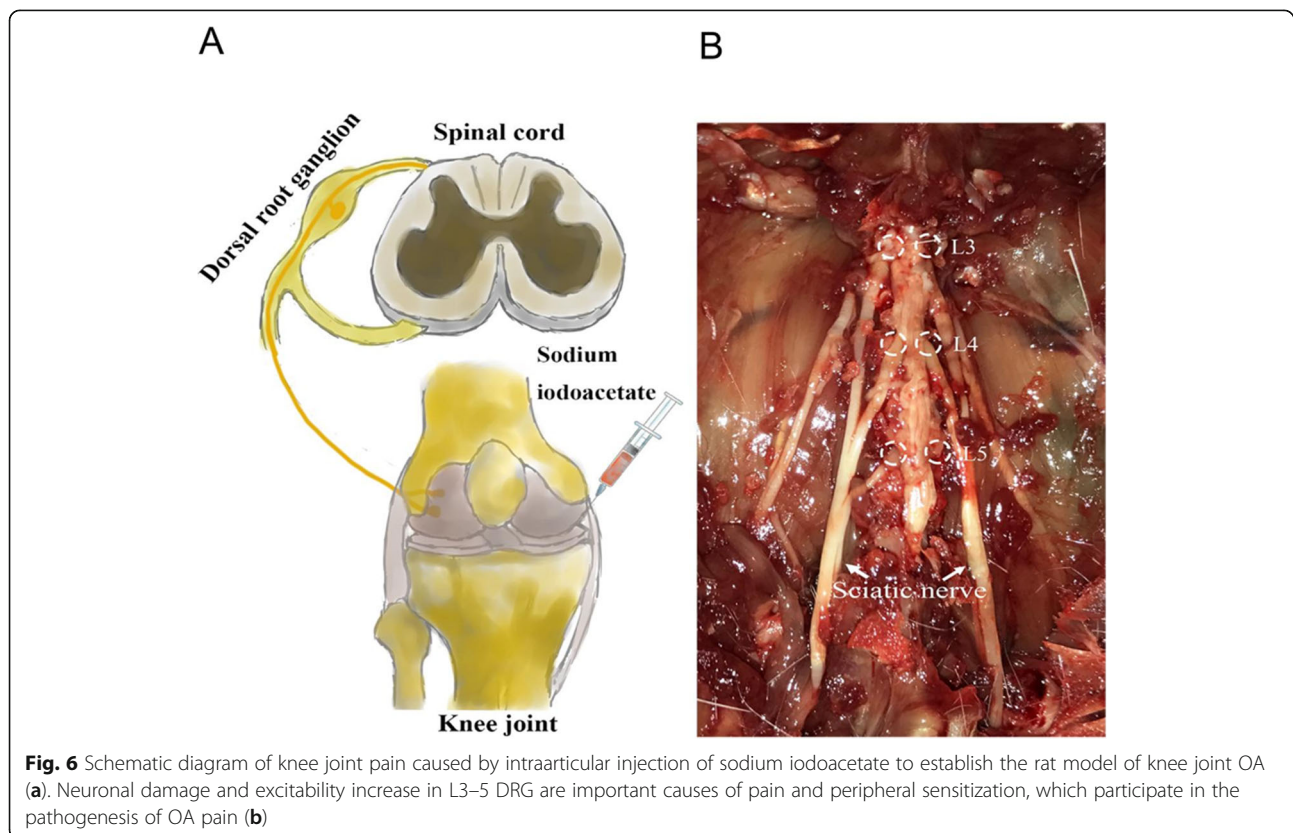 A
B
Spinal cord
Dorsal root ganglion
Sodium
iodoacetate
Knee joint
L3
L4
L5
Sciatic nerve
Fig. 6 Schematic diagram of knee joint pain caused by intraarticular injection of sodium iodoacetate to establish the rat model of knee joint OA
(a). Neuronal damage and excitability increase in L3–5 DRG are important causes of pain and peripheral sensitization, which participate in the
pathogenesis of OA pain (b)